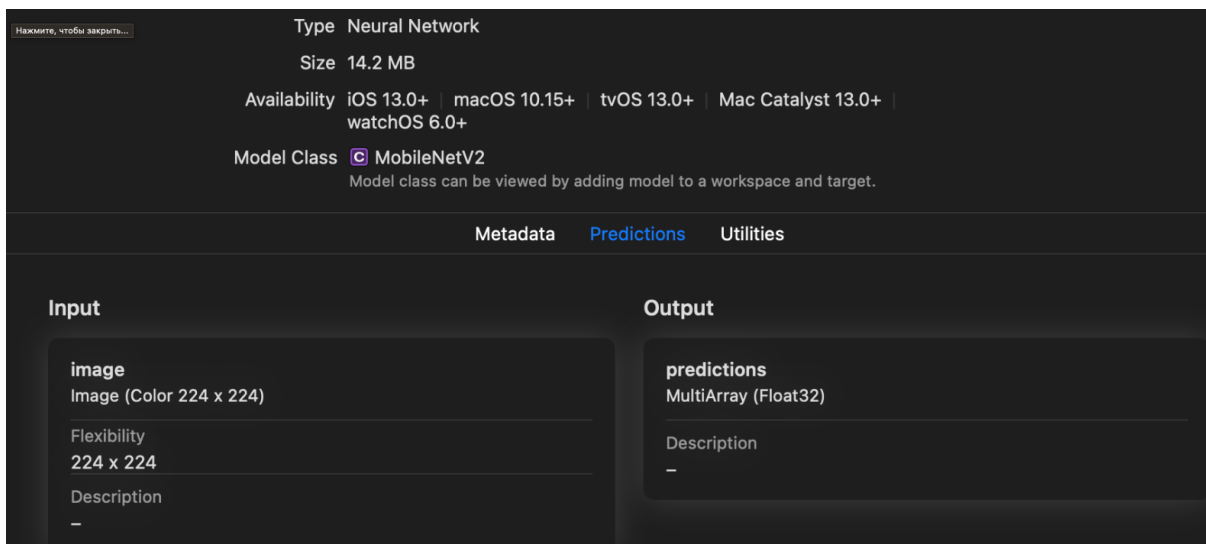 Нажмите, чтобы закрыть...
Type Neural Network
Size 14.2 MB
Availability iOS 13.0+ | macOS 10.15+ | tvOS 13.0+ | Mac Catalyst 13.0+ |
watchOS 6.0+
Model Class C MobileNetV2
Model class can be viewed by adding model to a workspace and target.
Metadata Predictions Utilities
Input
image
Image (Color 224 x 224)
Flexibility
224 x 224
Description
–
Output
predictions
MultiArray (Float32)
Description
–